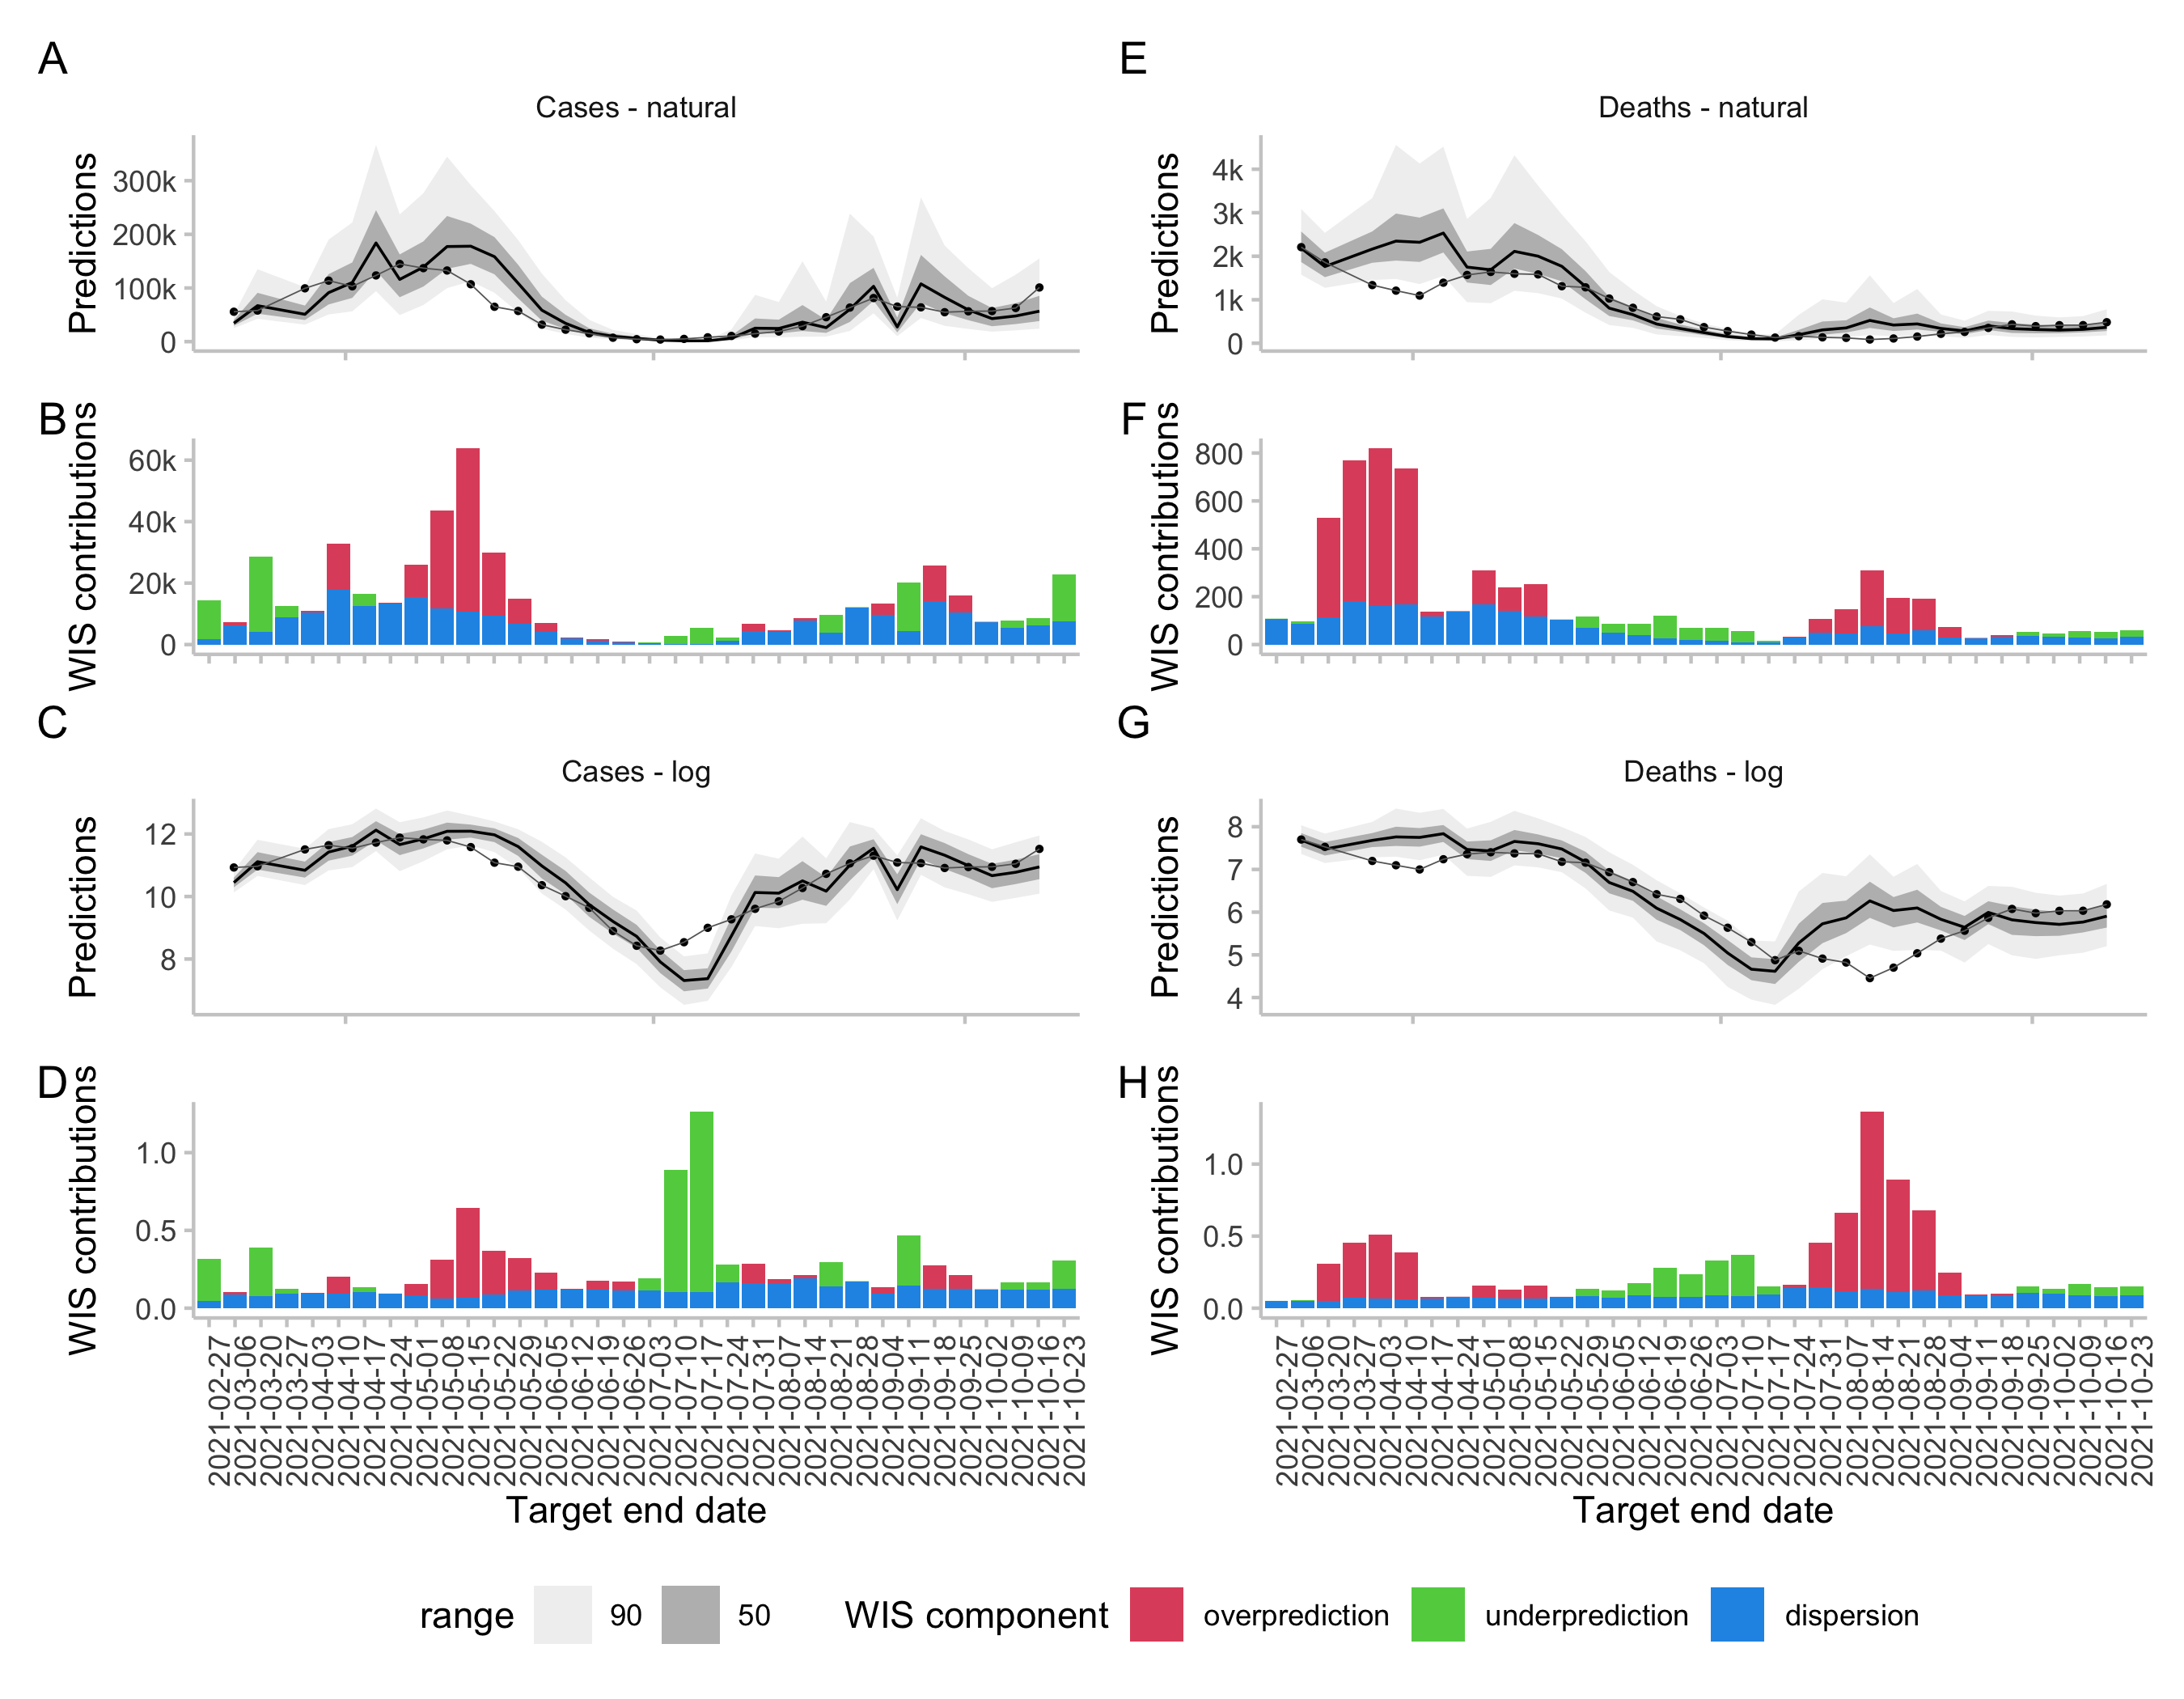 A
Cases - natural
Predictions
300k
200k
100k
0
B
WIS contributions
60k
40k
20k
0
C
Cases - log
Predictions
12
10
8
D
WIS contributions
1.0
0.5
0.0
2021-02-27
2021-03-06
2021-03-20
2021-03-27
2021-04-03
2021-04-10
2021-04-17
2021-04-24
2021-05-01
2021-05-08
2021-05-15
2021-05-22
2021-05-29
2021-06-05
2021-06-12
2021-06-19
2021-06-26
2021-07-03
2021-07-10
2021-07-17
2021-07-24
2021-07-31
2021-08-07
2021-08-14
2021-08-21
2021-08-28
2021-09-04
2021-09-11
2021-09-18
2021-09-25
2021-10-02
2021-10-09
2021-10-16
2021-10-23
Target end date
E
Deaths - natural
Predictions
4k
3k
2k
1k
0
F
WIS contributions
800
600
400
200
0
G
Deaths - log
Predictions
8
7
6
5
4
H
WIS contributions
1.0
0.5
0.0
2021-02-27
2021-03-06
2021-03-20
2021-03-27
2021-04-03
2021-04-10
2021-04-17
2021-04-24
2021-05-01
2021-05-08
2021-05-15
2021-05-22
2021-05-29
2021-06-05
2021-06-12
2021-06-19
2021-06-26
2021-07-03
2021-07-10
2021-07-17
2021-07-24
2021-07-31
2021-08-07
2021-08-14
2021-08-21
2021-08-28
2021-09-04
2021-09-11
2021-09-18
2021-09-25
2021-10-02
2021-10-09
2021-10-16
2021-10-23
Target end date
range 90 50 WIS component overprediction underprediction dispersion